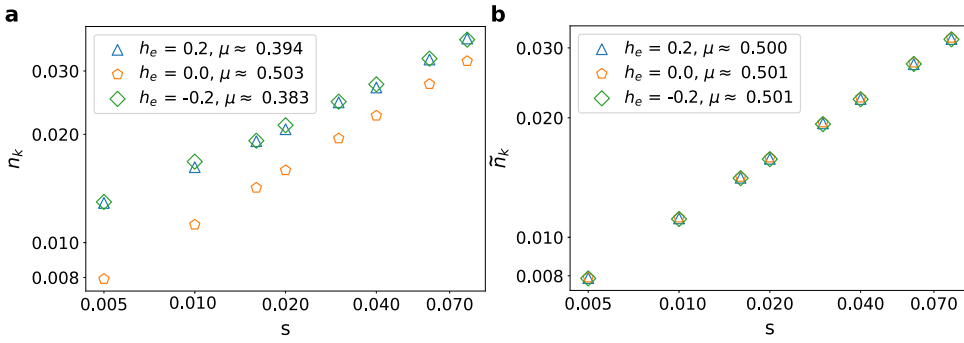 a
h_e = 0.2, μ ≈ 0.394
h_e = 0.0, μ ≈ 0.503
h_e = -0.2, μ ≈ 0.383
n_k
0.030
0.020
0.010
0.008
0.005 0.010 0.020 0.040 0.070
s
b
h_e = 0.2, μ ≈ 0.500
h_e = 0.0, μ ≈ 0.501
h_e = -0.2, μ ≈ 0.501
ñ_k
0.030
0.020
0.010
0.008
0.005 0.010 0.020 0.040 0.070
s